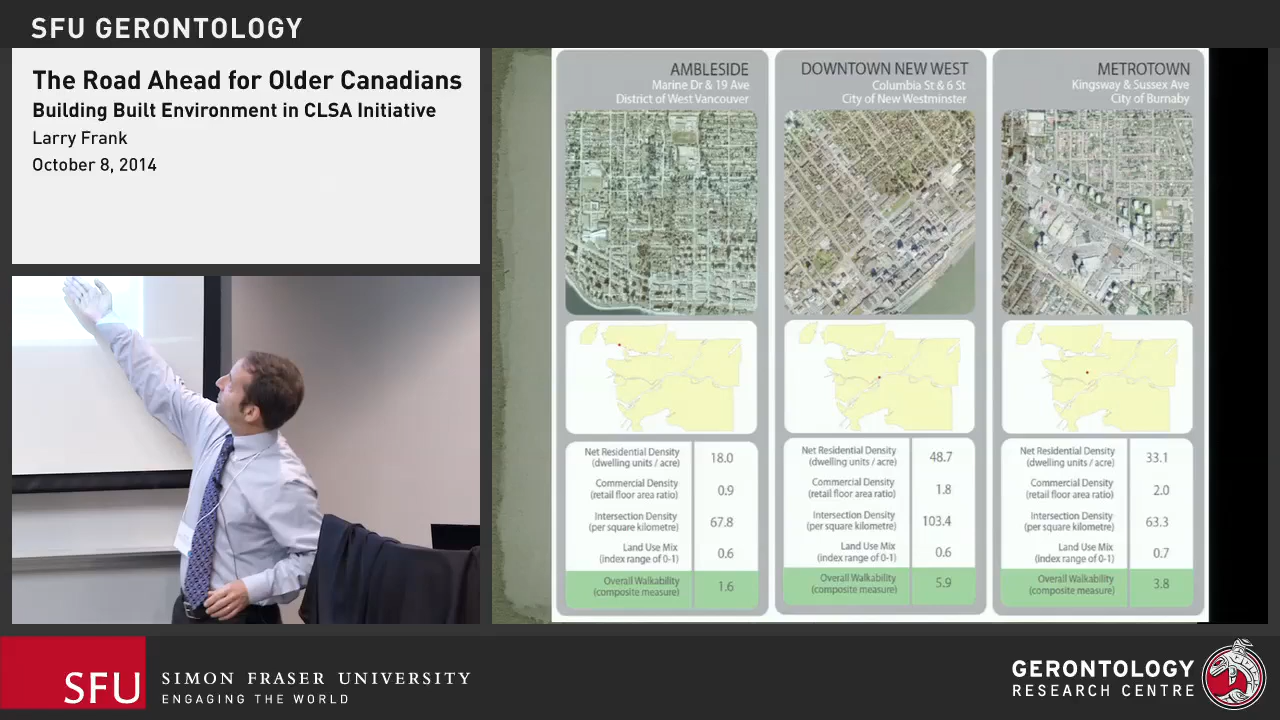 SFU GERONTOLOGY
The Road Ahead for Older Canadians
Building Built Environment in CLSA Initiative
Larry Frank
October 8, 2014
AMBLESIDE
Marine Dr & 19 Ave
District of West Vancouver
Net Residential Density
(dwelling units / acre)
18.0
Commercial Density
(retail floor area ratio)
0.9
Intersection Density
(per square kilometre)
67.8
Land Use Mix
(index range of 0-1)
0.6
Overall Walkability
(composite measure)
1.6
DOWNTOWN NEW WEST
Columbia St & 6 St
City of New Westminster
Net Residential Density
(dwelling units / acre)
48.7
Commercial Density
(retail floor area ratio)
1.8
Intersection Density
(per square kilometre)
103.4
Land Use Mix
(index range of 0-1)
0.6
Overall Walkability
(composite measure)
5.9
METROTOWN
Kingsway & Sussex Ave
City of Burnaby
Net Residential Density
(dwelling units / acre)
33.1
Commercial Density
(retail floor area ratio)
2.0
Intersection Density
(per square kilometre)
63.3
Land Use Mix
(index range of 0-1)
0.7
Overall Walkability
(composite measure)
3.8
SFU
SIMON FRASER UNIVERSITY
ENGAGING THE WORLD
GERONTOLOGY
RESEARCH CENTRE